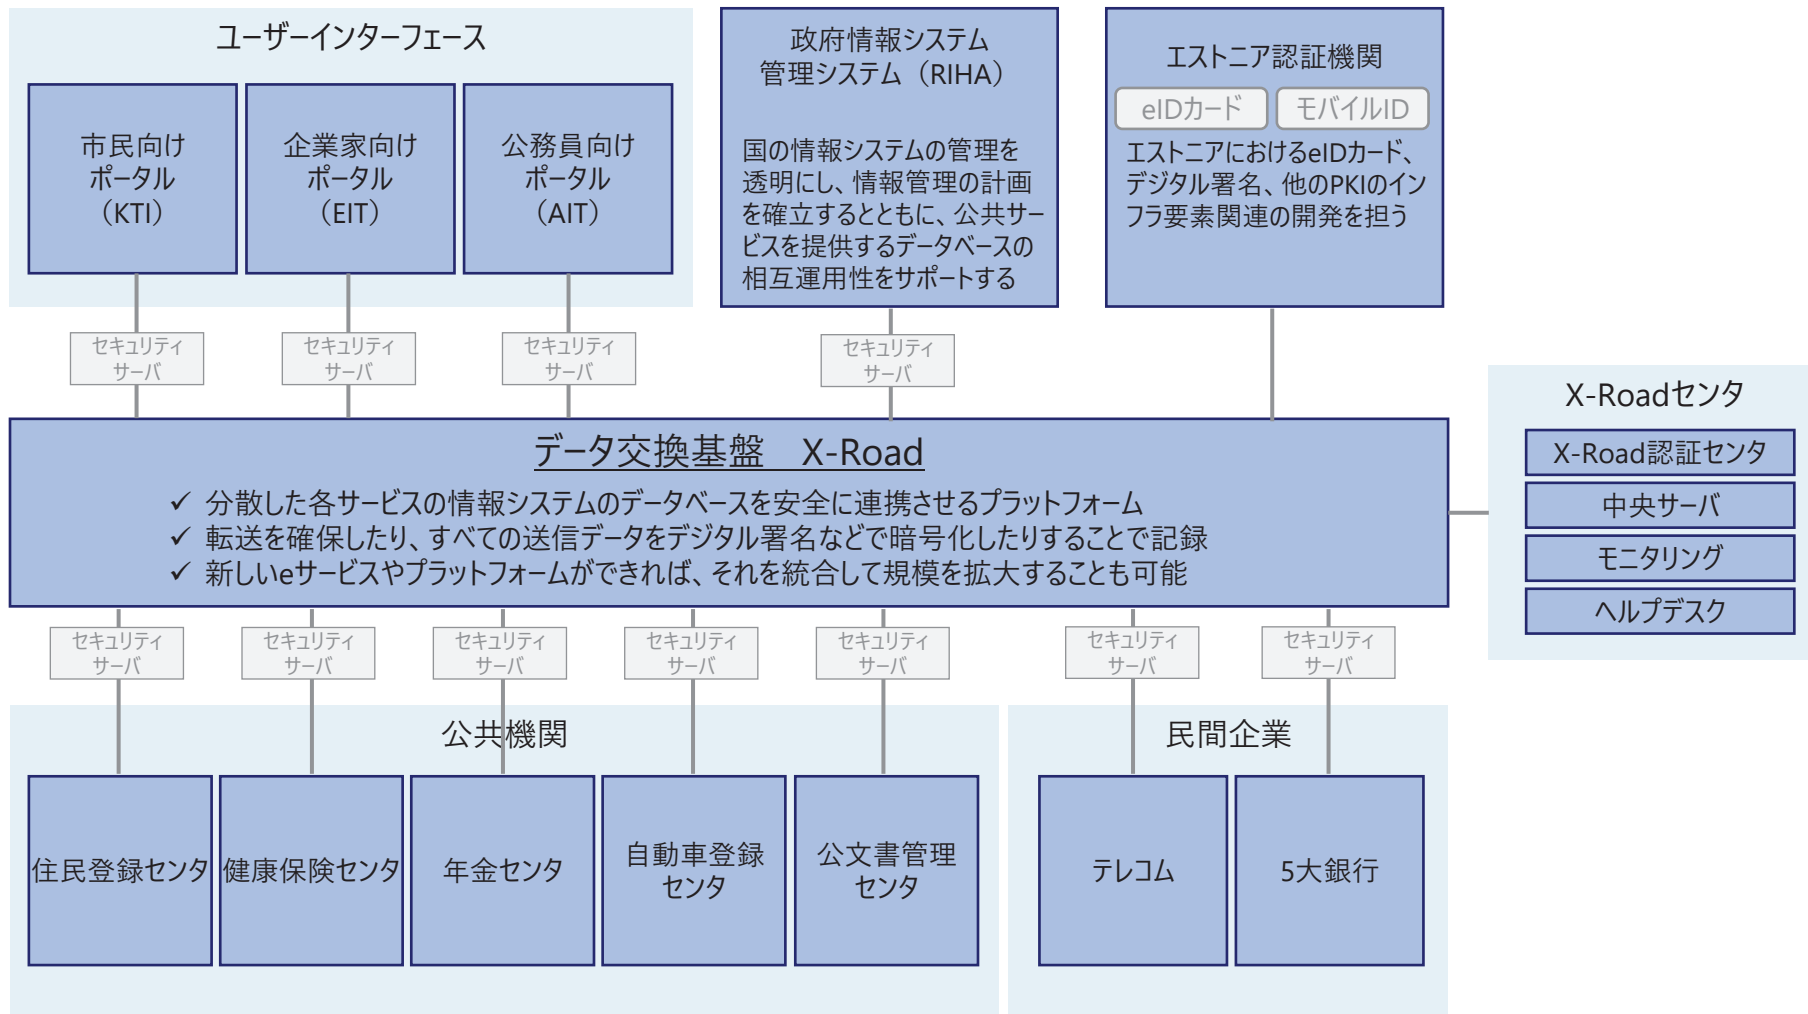 ユーザーインターフェース
市民向け
ポータル
（KTI）
企業家向け
ポータル
（EIT）
公務員向け
ポータル
（AIT）
政府情報システム
管理システム（RIHA）
国の情報システムの管理を
透明にし、情報管理の計画
を確立するとともに、公共サー
ビスを提供するデータベースの
相互運用性をサポートする
エストニア認証機関
eIDカード
モバイルID
エストニアにおけるeIDカード、
デジタル署名、他のPKIのイン
フラ要素関連の開発を担う
セキュリティ
サーバ
セキュリティ
サーバ
セキュリティ
サーバ
セキュリティ
サーバ
データ交換基盤　X-Road
✓ 分散した各サービスの情報システムのデータベースを安全に連携させるプラットフォーム
✓ 転送を確保したり、すべての送信データをデジタル署名などで暗号化したりすることで記録
✓ 新しいeサービスやプラットフォームができれば、それを統合して規模を拡大することも可能
X-Roadセンタ
X-Road認証センタ
中央サーバ
モニタリング
ヘルプデスク
セキュリティ
サーバ
セキュリティ
サーバ
セキュリティ
サーバ
セキュリティ
サーバ
セキュリティ
サーバ
セキュリティ
サーバ
セキュリティ
サーバ
公共機関
住民登録センタ
健康保険センタ
年金センタ
自動車登録
センタ
公文書管理
センタ
民間企業
テレコム
5大銀行